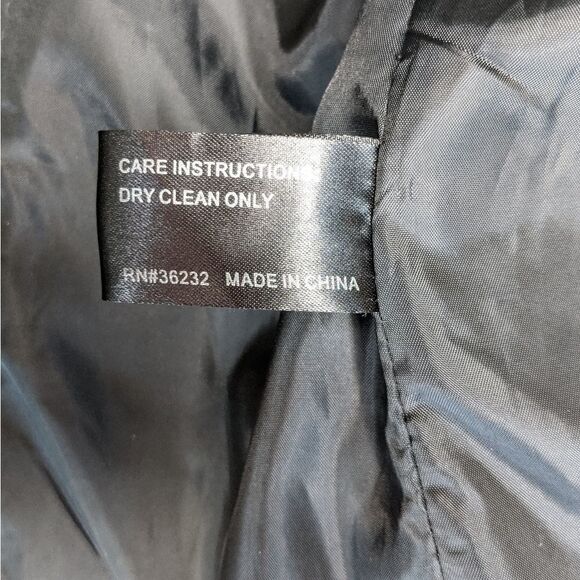 CARE INSTRUCTIONS
DRY CLEAN ONLY
RN#36232 MADE IN CHINA